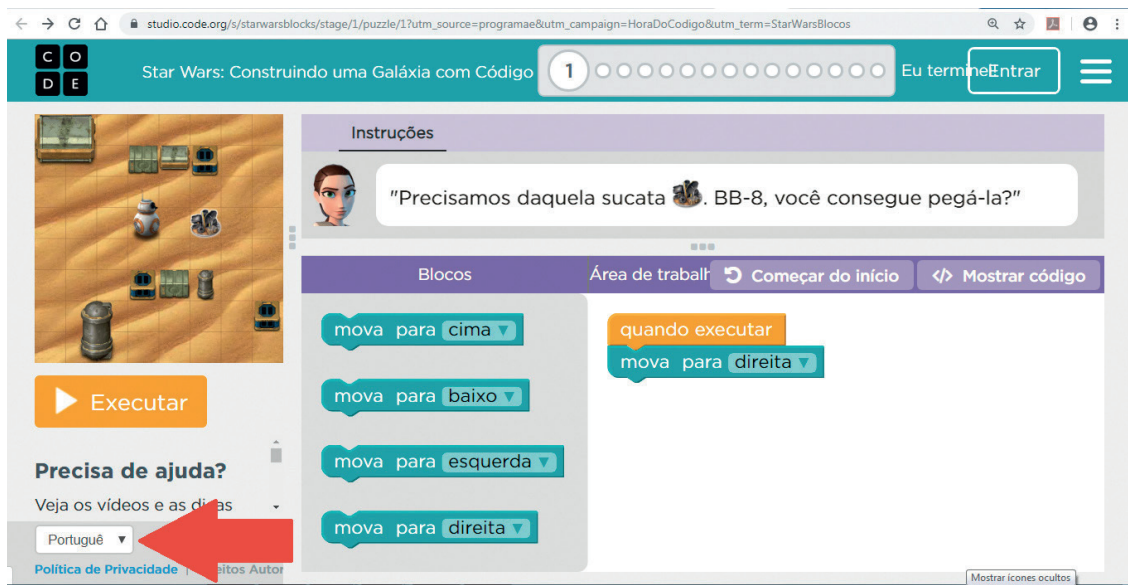 studio.code.org/s/starwarsblocks/stage/1/puzzle/1?utm_source=programae&utm_campaign=HoraDoCodigo&utm_term=StarWarsBlocos
C O
D E
Star Wars: Construindo uma Galáxia com Código
1
Eu termine
Entrar
Instruções
"Precisamos daquela sucata. BB-8, você consegue pegá-la?"
Blocos
Área de trabalh
Começar do início
</> Mostrar código
mova para cima
mova para baixo
mova para esquerda
mova para direita
quando executar
mova para direita
Executar
Precisa de ajuda?
Veja os vídeos e as
Portuguê
Política de Privacidade |
Autor
Mostrar ícones ocultos